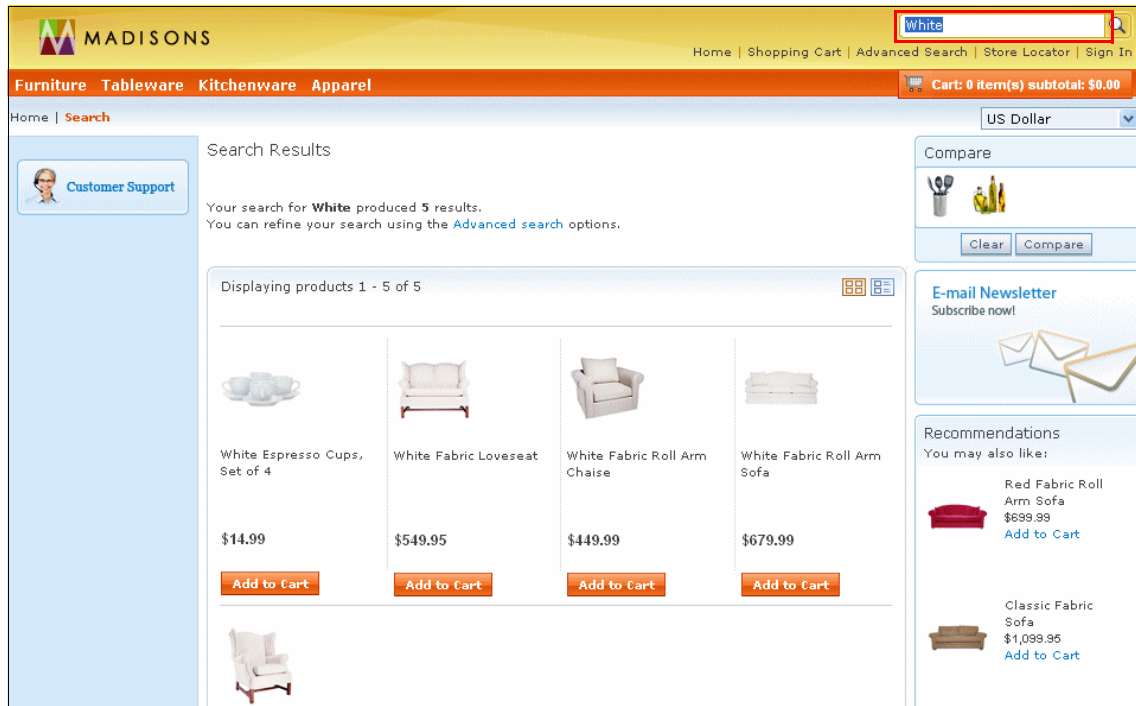 MADISONS
White
Home | Shopping Cart | Advanced Search | Store Locator | Sign In
Furniture Tableware Kitchenware Apparel
Cart: 0 item(s) subtotal: $0.00
Home | Search
US Dollar
Customer Support
Search Results
Your search for White produced 5 results.
You can refine your search using the Advanced search options.
Displaying products 1 - 5 of 5
White Espresso Cups,
Set of 4
$14.99
Add to Cart
White Fabric Loveseat
$549.95
Add to Cart
White Fabric Roll Arm
Chaise
$449.99
Add to Cart
White Fabric Roll Arm
Sofa
$679.99
Add to Cart
Compare
Clear
Compare
E-mail Newsletter
Subscribe now!
Recommendations
You may also like:
Red Fabric Roll
Arm Sofa
$699.99
Add to Cart
Classic Fabric
Sofa
$1,099.95
Add to Cart